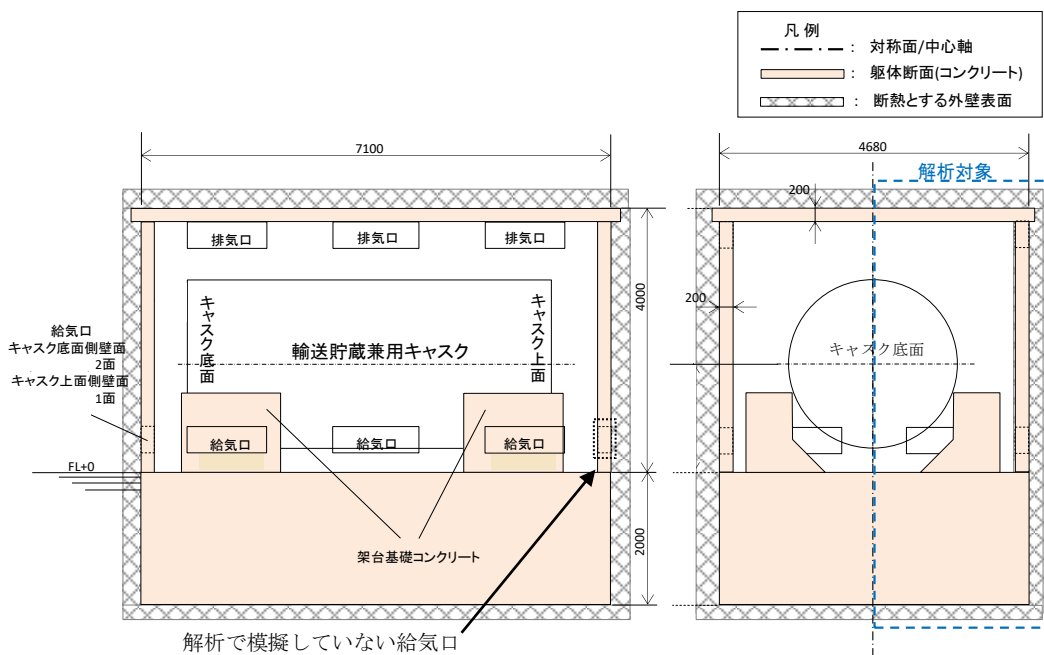 凡 例
： 対称面/中心軸
： 躯体断面(コンクリート)
： 断熱とする外壁表面
7100
4680
解析対象
200
排気口
排気口
排気口
キャスク底面
輸送貯蔵兼用キャスク
キャスク上面
4000
200
キャスク底面
給気口
キャスク底面側壁面
2面
キャスク上面側壁面
1面
給気口
給気口
給気口
FL+0
2000
架台基礎コンクリート
解析で模擬していない給気口